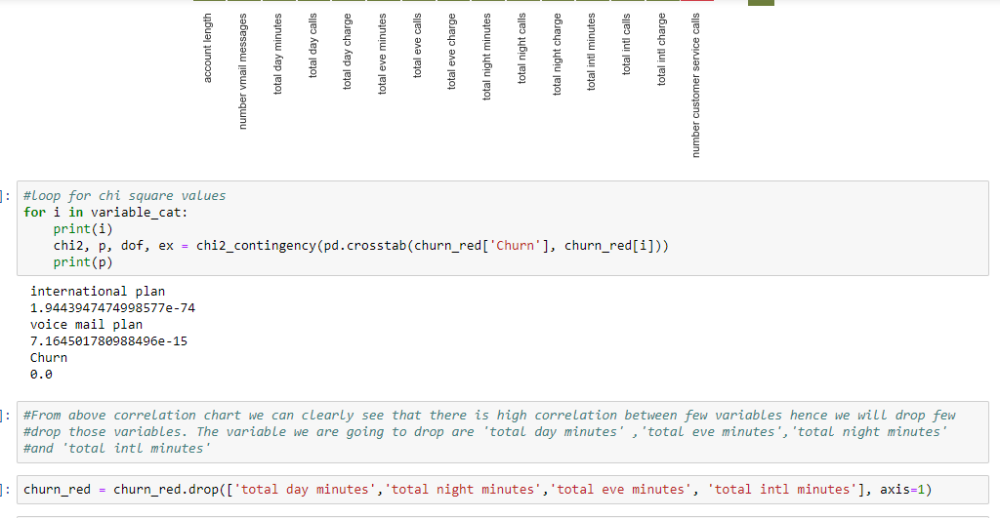 account length
number vmail messages
total day minutes
total day calls
total day charge
total eve minutes
total eve calls
total eve charge
total night minutes
total night calls
total night charge
total intl minutes
total intl calls
total intl charge
number customer service calls
]: #loop for chi square values
for i in variable_cat:
    print(i)
    chi2, p, dof, ex = chi2_contingency(pd.crosstab(churn_red['Churn'], churn_red[i]))
    print(p)
international plan
1.9443947474998577e-74
voice mail plan
7.164501780988496e-15
Churn
0.0
]: #From above correlation chart we can clearly see that there is high correlation between few variables hence we will drop few
#drop those variables. The variable we are going to drop are 'total day minutes' ,'total eve minutes','total night minutes'
#and 'total intl minutes'
]: churn_red = churn_red.drop(['total day minutes','total night minutes','total eve minutes', 'total intl minutes'], axis=1)